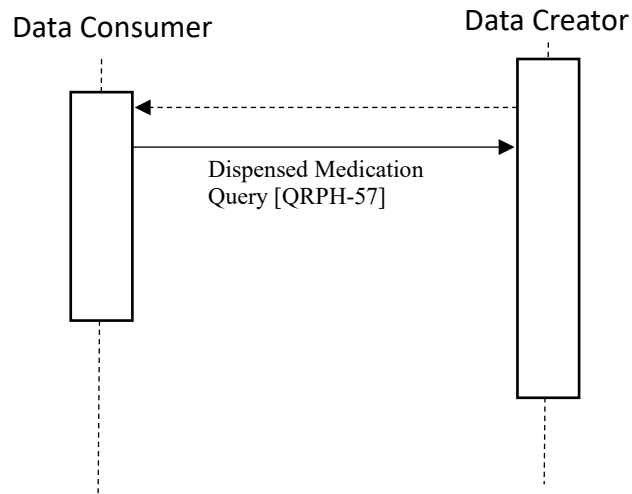 Data Consumer
Data Creator
Dispensed Medication
Query [QRPH-57]